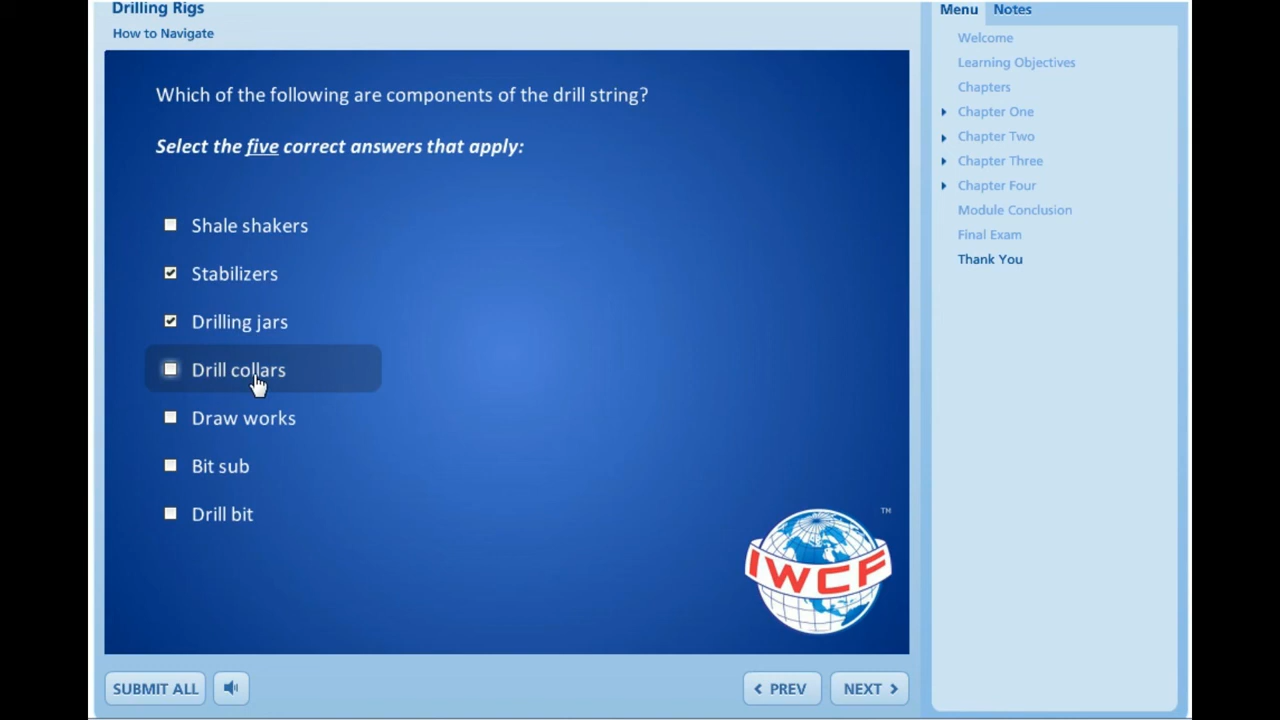 Drilling Rigs
How to Navigate
Which of the following are components of the drill string?
Select the five correct answers that apply:
Shale shakers
Stabilizers
Drilling jars
Drill collars
Draw works
Bit sub
Drill bit
IWCF
TM
SUBMIT ALL
PREV
NEXT
Menu
Notes
Welcome
Learning Objectives
Chapters
Chapter One
Chapter Two
Chapter Three
Chapter Four
Module Conclusion
Final Exam
Thank You